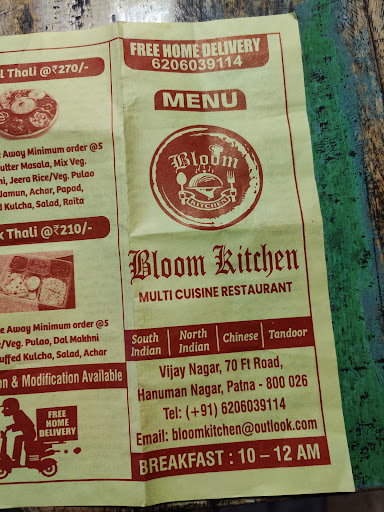 l Thali @₹270/-
Away Minimum order @5
utter Masala, Mix Veg.
ni, Jeera Rice/Veg. Pulao
Jamun, Achar, Papad,
d Kulcha, Salad, Raita
x Thali @₹210/-
e Away Minimum order @5
e/Veg. Pulao, Dal Makhni
uffed Kulcha, Salad, Achar
n & Modification Available
FREE
HOME
DELIVERY
FREE HOME DELIVERY
6206039114
MENU
Bloom
KITCHEN
Bloom Kitchen
MULTI CUISINE RESTAURANT
South Indian | North Indian | Chinese | Tandoor
Vijay Nagar, 70 Ft Road,
Hanuman Nagar, Patna - 800 026
Tel: (+91) 6206039114
Email: bloomkitchen@outlook.com
BREAKFAST : 10 – 12 AM